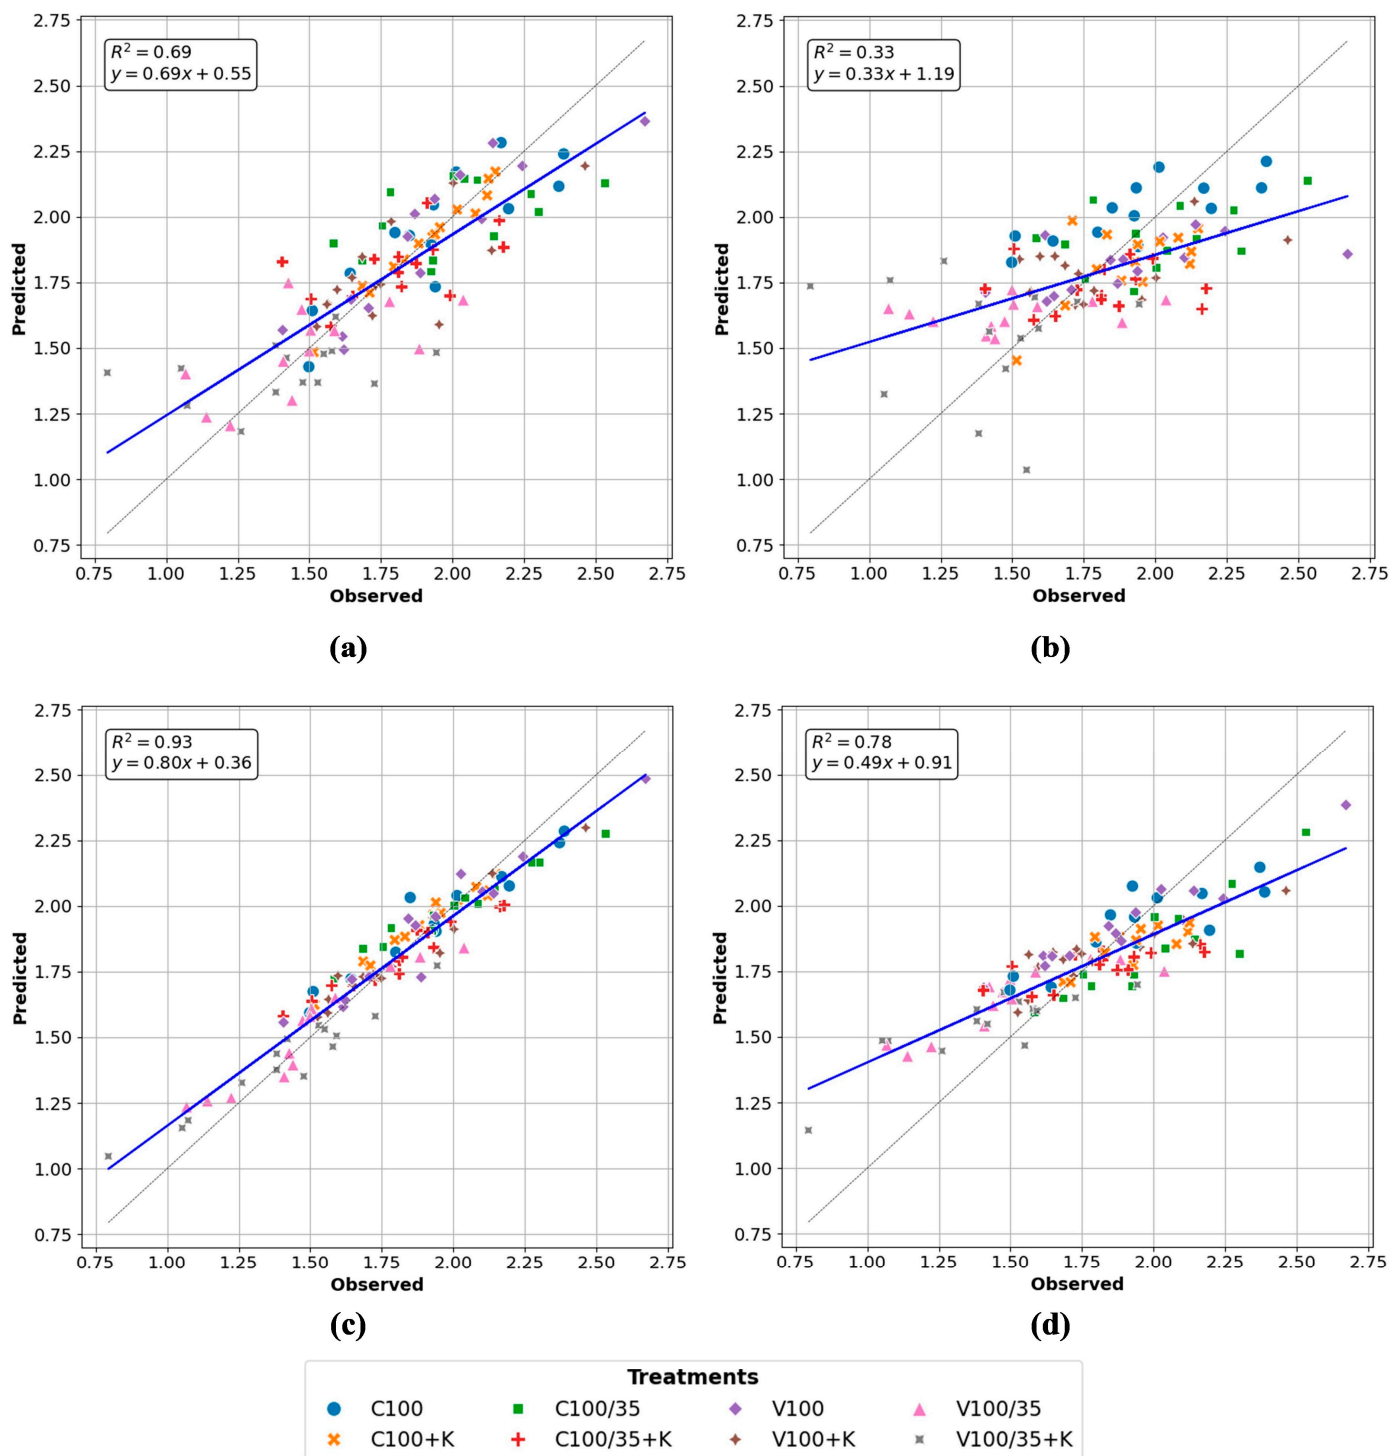 2.75
2.50
2.25
2.00
1.75
1.50
1.25
1.00
0.75
Predicted
R² = 0.69
y = 0.69x + 0.55
0.75 1.00 1.25 1.50 1.75 2.00 2.25 2.50 2.75
Observed
(a)
2.75
2.50
2.25
2.00
1.75
1.50
1.25
1.00
0.75
Predicted
R² = 0.33
y = 0.33x + 1.19
0.75 1.00 1.25 1.50 1.75 2.00 2.25 2.50 2.75
Observed
(b)
2.75
2.50
2.25
2.00
1.75
1.50
1.25
1.00
0.75
Predicted
R² = 0.93
y = 0.80x + 0.36
0.75 1.00 1.25 1.50 1.75 2.00 2.25 2.50 2.75
Observed
(c)
2.75
2.50
2.25
2.00
1.75
1.50
1.25
1.00
0.75
Predicted
R² = 0.78
y = 0.49x + 0.91
0.75 1.00 1.25 1.50 1.75 2.00 2.25 2.50 2.75
Observed
(d)
Treatments
C100 C100/35 V100 V100/35
C100+K C100/35+K V100+K V100/35+K